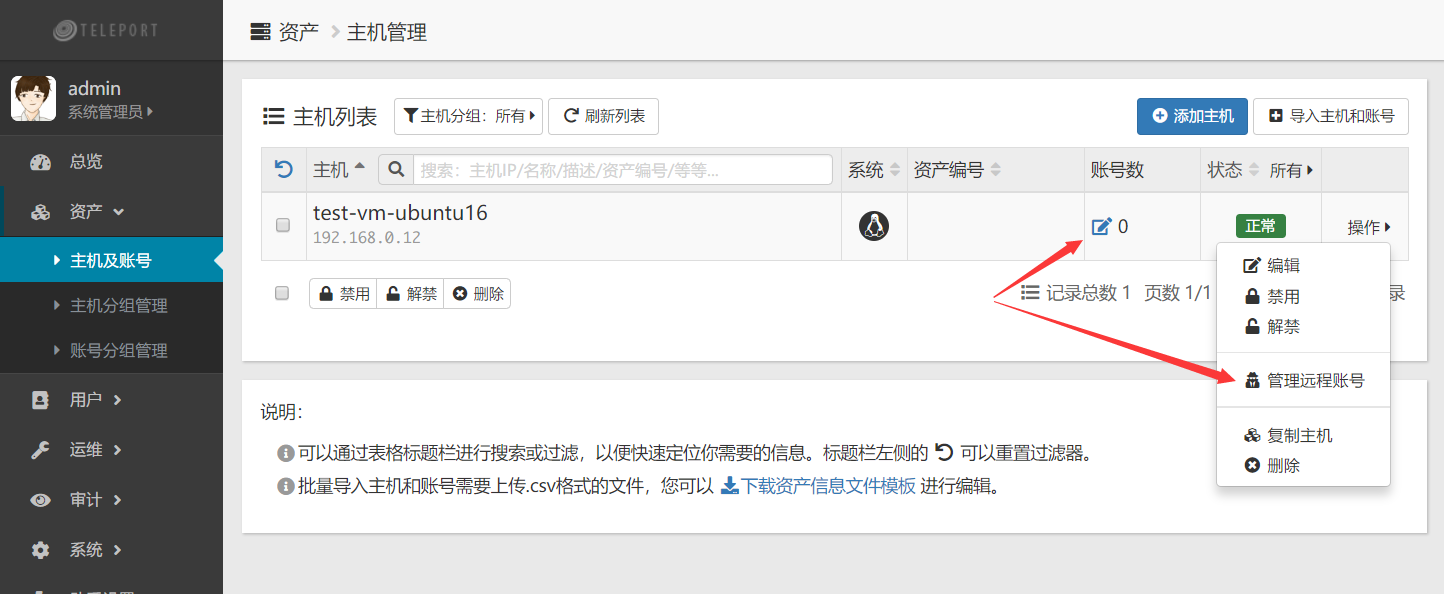 TELEPORT
资产 主机管理
admin
系统管理员
总览
资产
主机及账号
主机分组管理
账号分组管理
用户
运维
审计
系统
主机列表 主机分组：所有 刷新列表 添加主机 导入主机和账号
主机 搜索：主机IP/名称/描述/资产编号/等等... 系统 资产编号 账号数 状态 所有
test-vm-ubuntu16
192.168.0.12
0 正常 操作
禁用 解禁 删除 记录总数 1 页数 1/1 录
编辑
禁用
解禁
管理远程账号
复制主机
删除
说明：
可以通过表格标题栏进行搜索或过滤，以便快速定位你需要的信息。标题栏左侧的 可以重置过滤器。
批量导入主机和账号需要上传.csv格式的文件，您可以 下载资产信息文件模板 进行编辑。